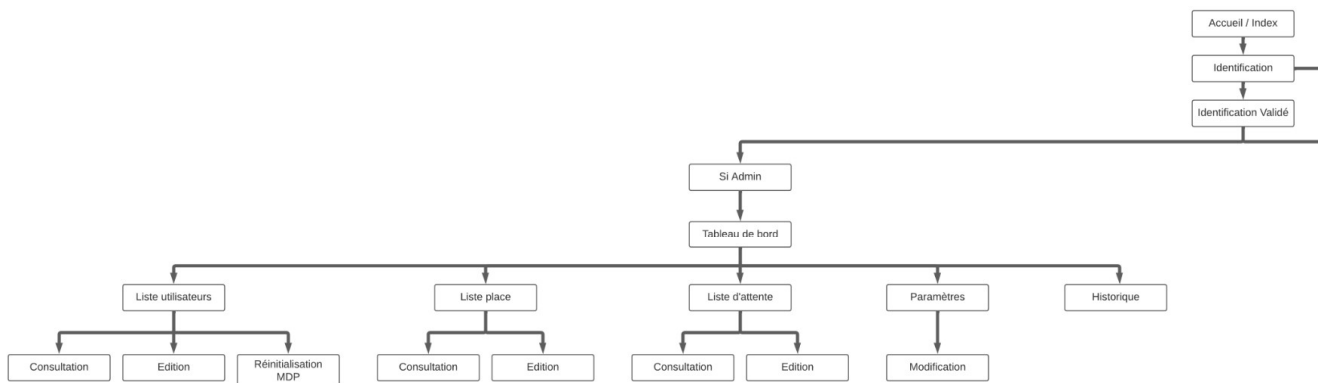 Accueil / Index
Identification
Identification Validé
Si Admin
Tableau de bord
Liste utilisateurs
Liste place
Liste d'attente
Paramètres
Historique
Consultation
Edition
Réinitialisation
MDP
Consultation
Edition
Consultation
Edition
Modification